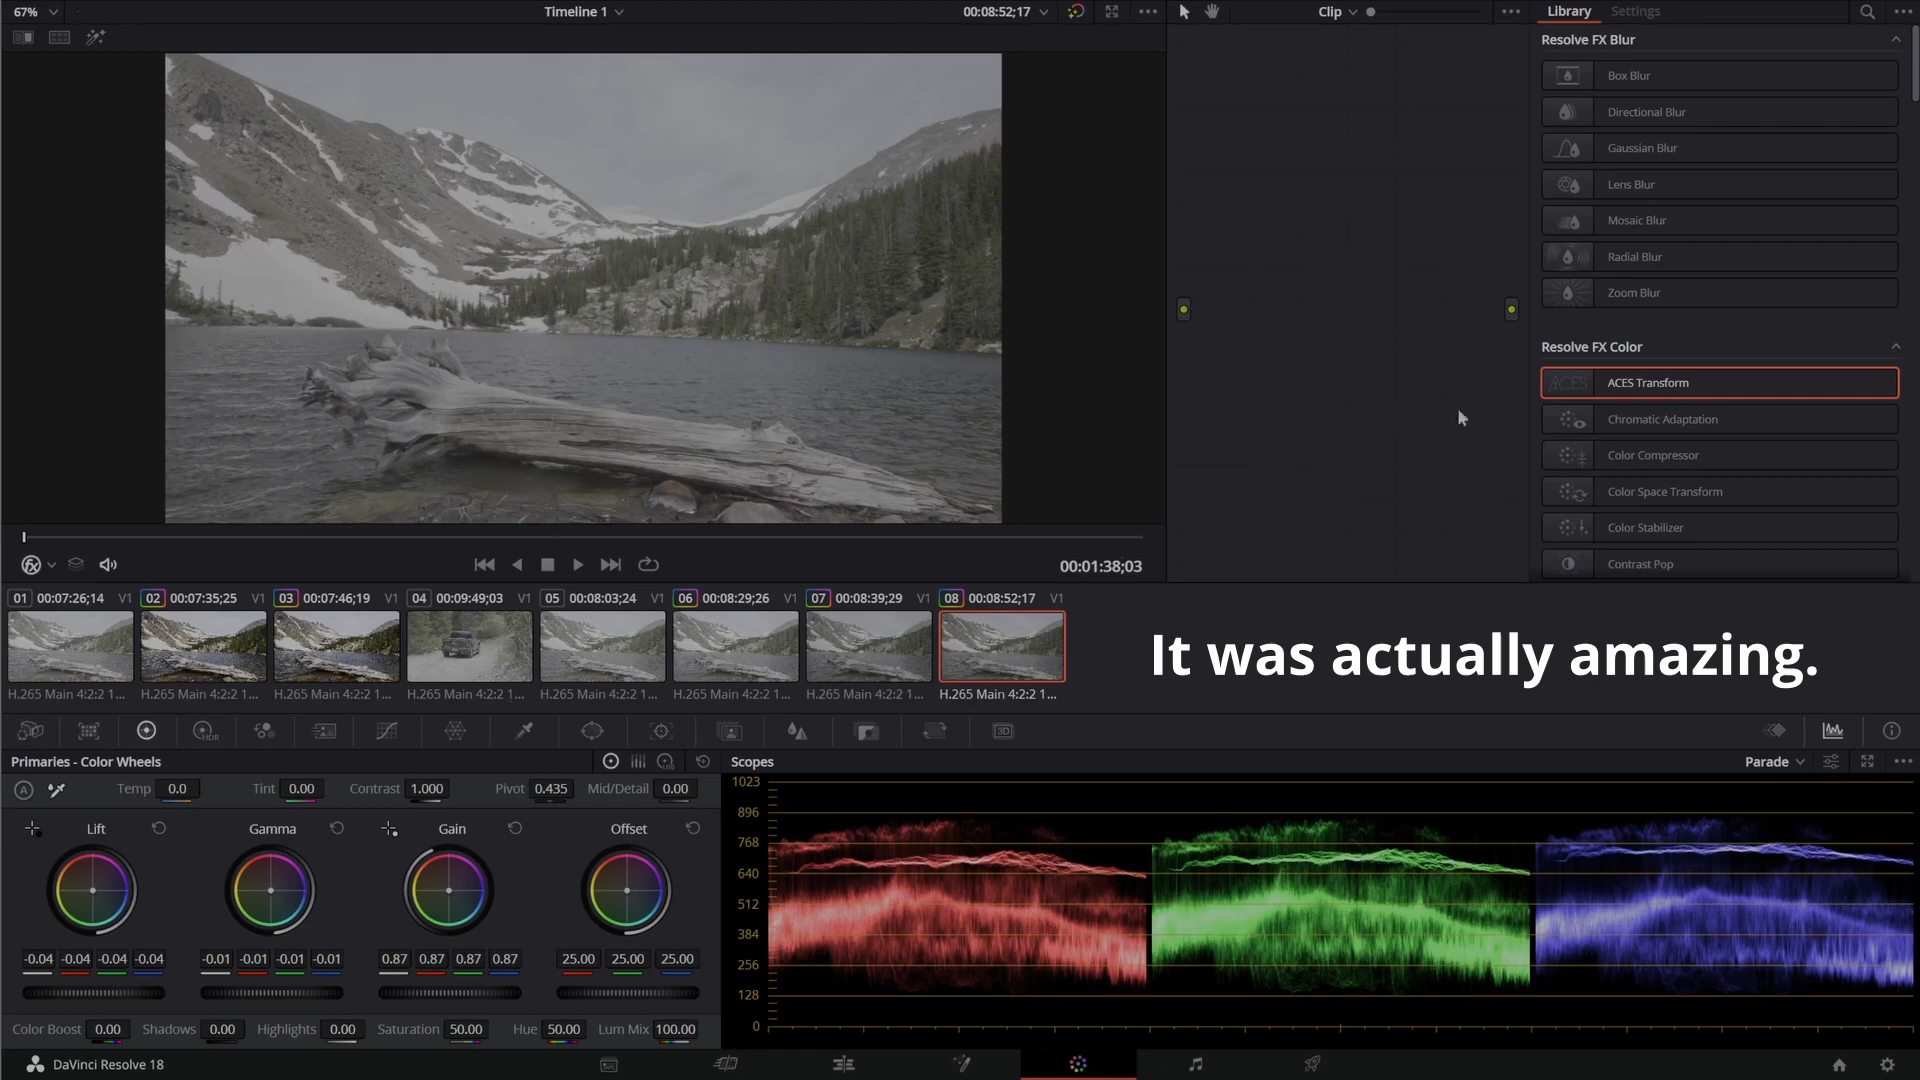 67%
Timeline 1
00:08:52;17
Clip
Library
Settings
Resolve FX Blur
Box Blur
Directional Blur
Gaussian Blur
Lens Blur
Mosaic Blur
Radial Blur
Zoom Blur
Resolve FX Color
ACES
ACES Transform
Chromatic Adaptation
Color Compressor
Color Space Transform
Color Stabilizer
Contrast Pop
00:01:38;03
01 00:07:26;14 V1
02 00:07:35;25 V1
03 00:07:46;19 V1
04 00:09:49;03 V1
05 00:08:03;24 V1
06 00:08:29;26 V1
07 00:08:39;29 V1
08 00:08:52;17 V1
H.265 Main 4:2:2 1...
H.265 Main 4:2:2 1...
H.265 Main 4:2:2 1...
H.265 Main 4:2:2 1...
H.265 Main 4:2:2 1...
H.265 Main 4:2:2 1...
H.265 Main 4:2:2 1...
H.265 Main 4:2:2 1...
It was actually amazing.
HDR
3D
Primaries - Color Wheels
LOG
A
Temp 0.0 Tint 0.00 Contrast 1.000 Pivot 0.435 Mid/Detail 0.00
Lift
Gamma
Gain
Offset
-0.04 -0.04 -0.04 -0.04
-0.01 -0.01 -0.01 -0.01
0.87 0.87 0.87 0.87
25.00 25.00 25.00
Color Boost 0.00 Shadows 0.00 Highlights 0.00 Saturation 50.00 Hue 50.00 Lum Mix 100.00
Scopes
Parade
1023
896
768
640
512
384
256
128
0
DaVinci Resolve 18